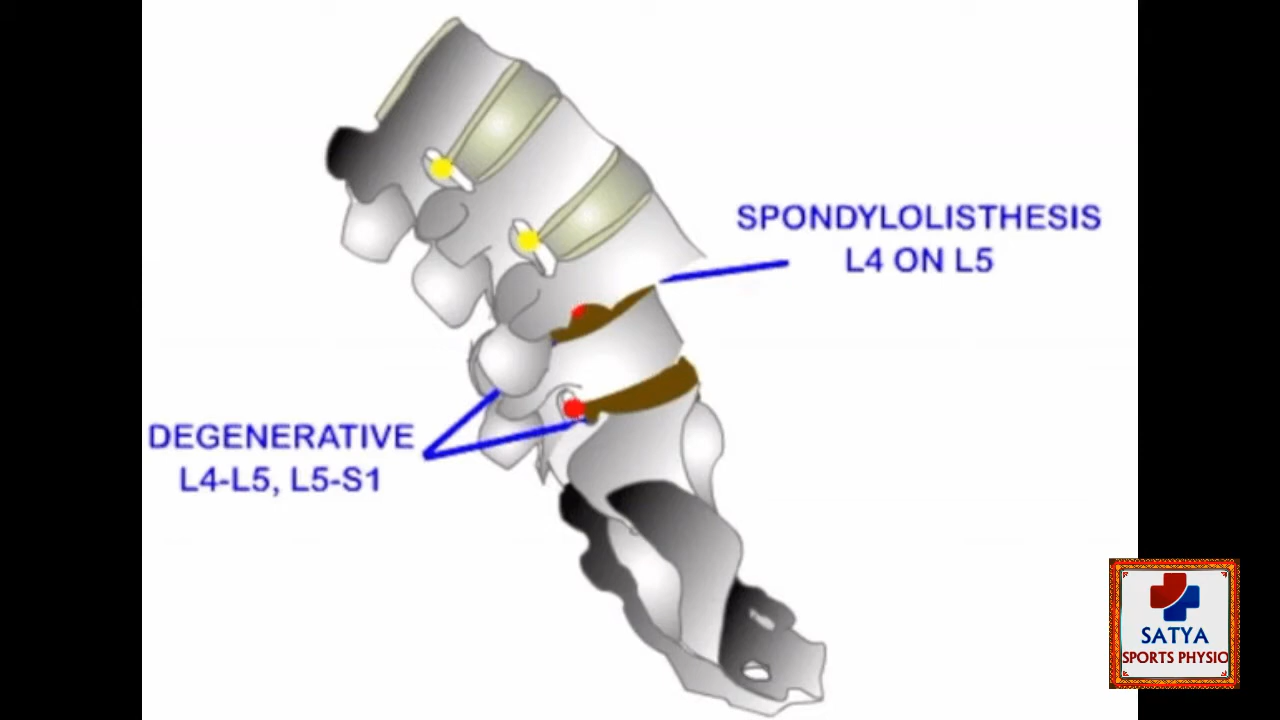 SPONDYLOLISTHESIS
L4 ON L5
DEGENERATIVE
L4-L5, L5-S1
SATYA
SPORTS PHYSIO